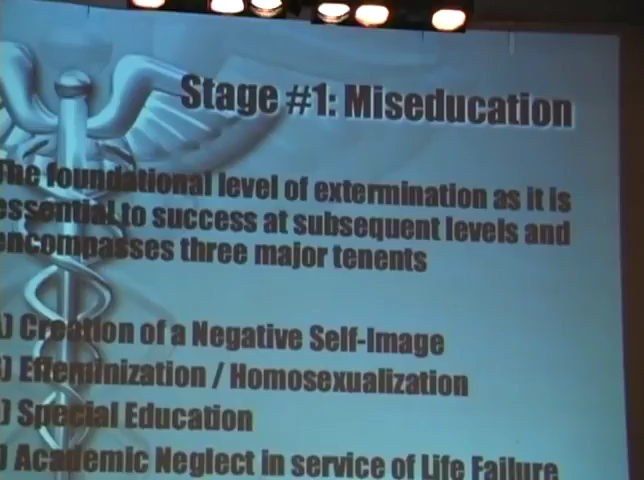 Stage #1: Miseducation
The foundational level of extermination as it is
essential to success at subsequent levels and
encompasses three major tenents
) Creation of a Negative Self-Image
) Effeminization / Homosexualization
) Special Education
) Academic Neglect in service of Life Failure